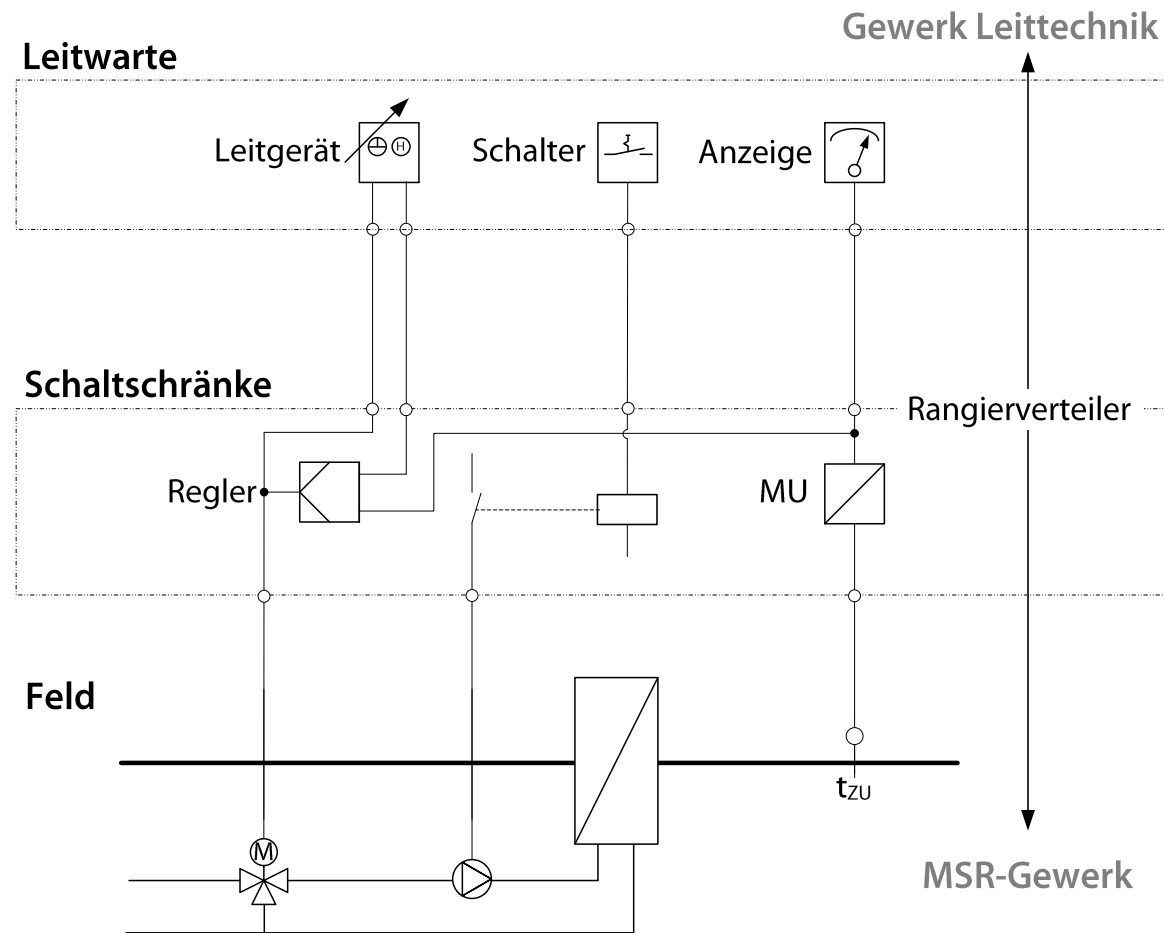 Gewerk Leittechnik
Leitwarte
Leitgerät
H
Schalter
Anzeige
Schaltschränke
Rangierverteiler
Regler
MU
Feld
tZU
M
MSR-Gewerk